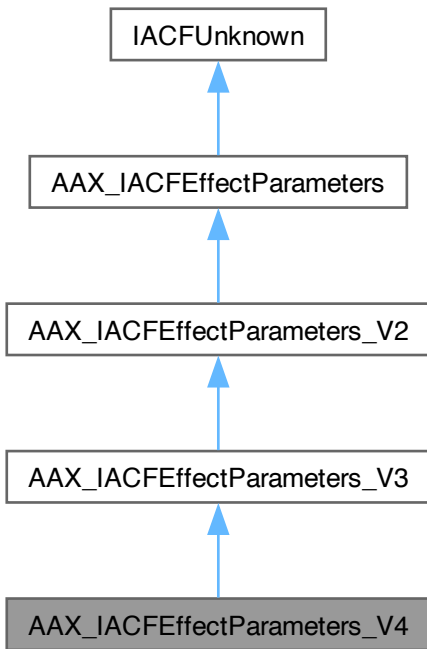 IACFUnknown
AAX_IACFEffectParameters
AAX_IACFEffectParameters_V2
AAX_IACFEffectParameters_V3
AAX_IACFEffectParameters_V4